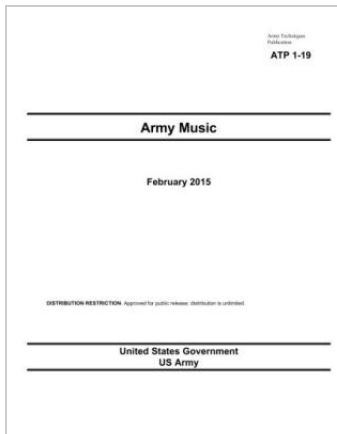 Army Techniques
Publication
ATP 1-19
Army Music
February 2015
DISTRIBUTION RESTRICTION. Approved for public release: distribution is unlimited.
United States Government
US Army